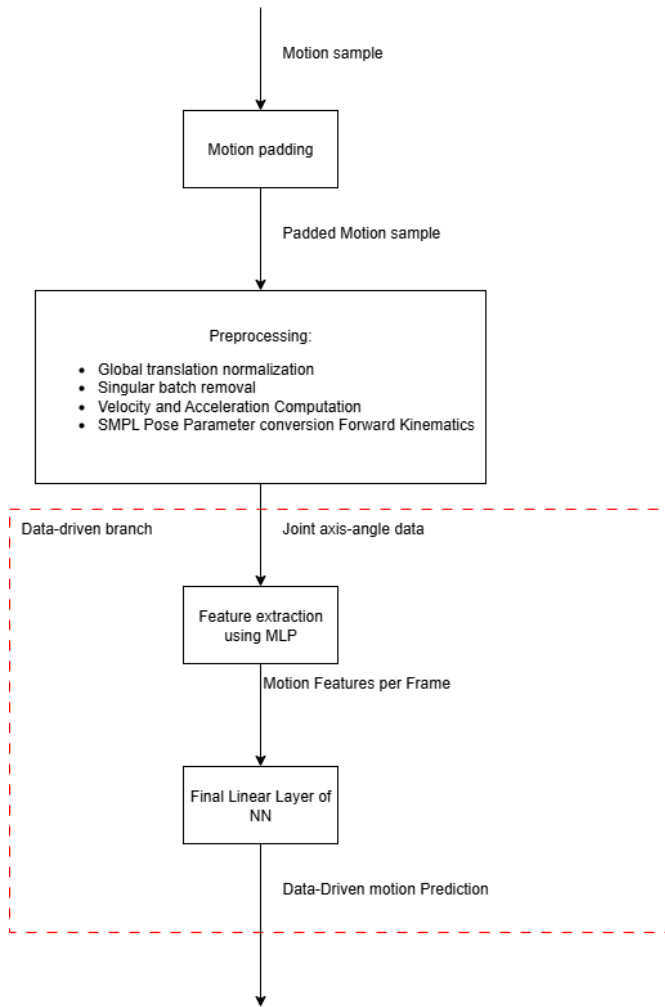 Motion sample
Motion padding
Padded Motion sample
Preprocessing:
• Global translation normalization
• Singular batch removal
• Velocity and Acceleration Computation
• SMPL Pose Parameter conversion Forward Kinematics
Data-driven branch
Joint axis-angle data
Feature extraction
using MLP
Motion Features per Frame
Final Linear Layer of
NN
Data-Driven motion Prediction